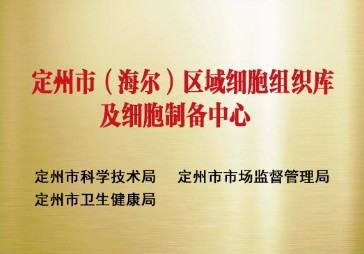 定州市（海尔）区域细胞组织库
及细胞制备中心
定州市科学技术局 定州市市场监督管理局
定州市卫生健康局